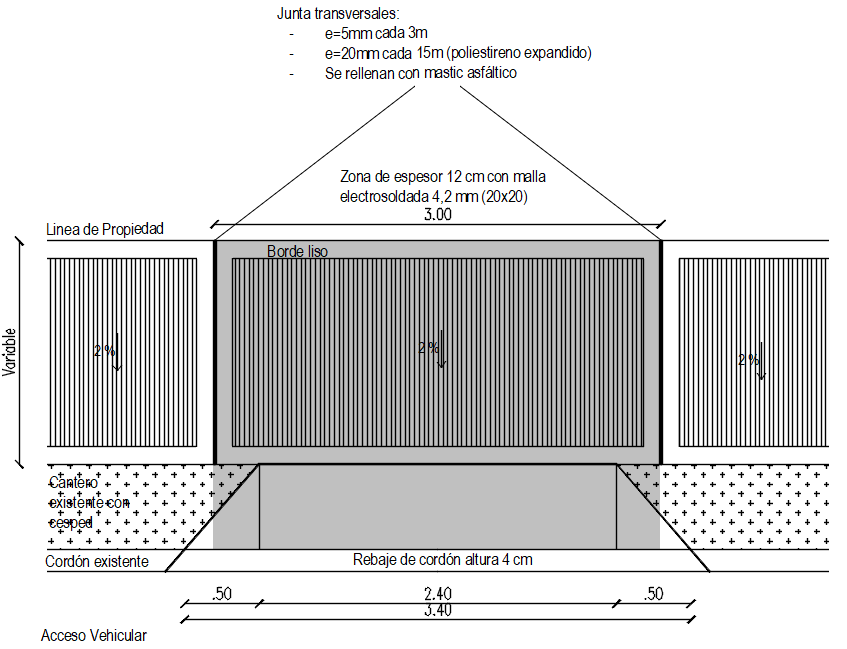 Junta transversales:
- e=5mm cada 3m
- e=20mm cada 15m (poliestireno expandido)
- Se rellenan con mastic asfáltico
Zona de espesor 12 cm con malla
electrosoldada 4,2 mm (20x20)
3.00
Linea de Propiedad
Borde liso
Variable
2 %
2 %
2 %
Cantero
existente con
cesped
Cordón existente
Rebaje de cordón altura 4 cm
.50
2.40
.50
3.40
Acceso Vehicular